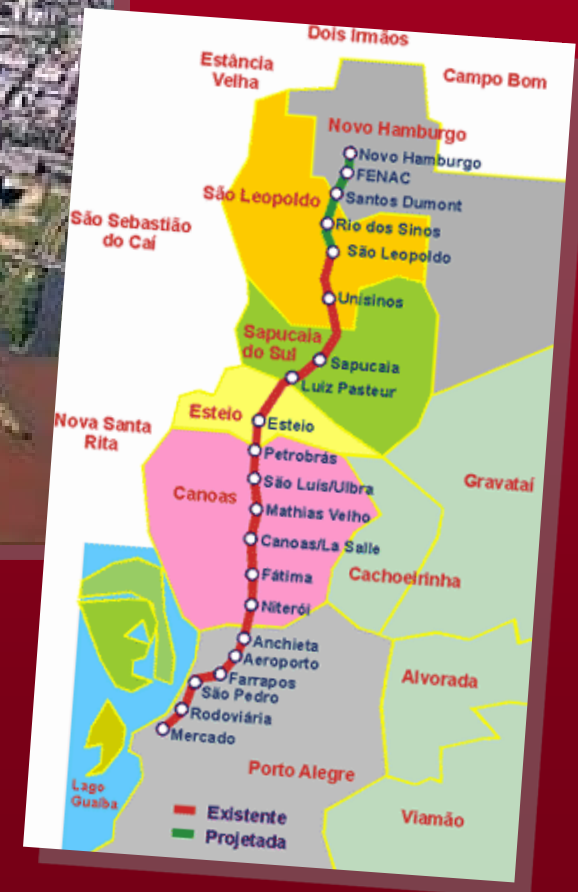 Dois Irmãos
Estância
Velha
Campo Bom
Novo Hamburgo
Novo Hamburgo
FENAC
São Leopoldo
Santos Dumont
São Sebastião
do Caí
Rio dos Sinos
São Leopoldo
Unisinos
Sapucaia
do Sul
Sapucaia
Luiz Pasteur
Esteio
Esteio
Nova Santa
Rita
Petrobrás
Gravataí
São Luís/Ulbra
Canoas
Mathias Velho
Canoas/La Salle
Fátima
Cachoeirinha
Niterói
Anchieta
Aeroporto
Farrapos
São Pedro
Alvorada
Rodoviária
Mercado
Porto Alegre
Lago
Guaíba
Existente
Projetada
Viamão